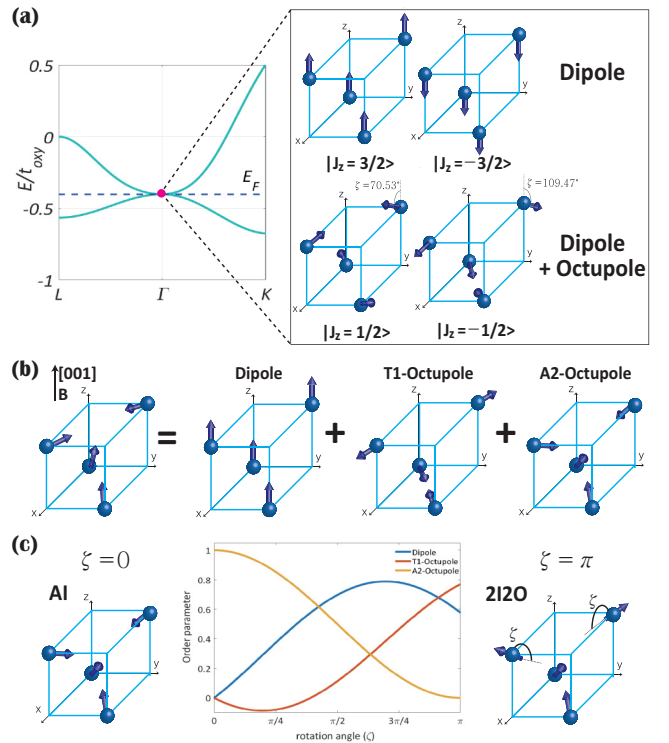 (a)
0.5
0
-0.5
-1
E/t_oxy
E_F
L
Γ
K
z
y
x
|J_z = 3/2>
z
y
x
|J_z=−3/2>
Dipole
ζ=70.53°
z
y
x
|J_z= 1/2>
ζ=109.47°
z
y
x
|J_z=−1/2>
Dipole
+ Octupole
(b)
[001]
B
z
y
x
=
Dipole
z
y
x
+
T1-Octupole
z
y
x
+
A2-Octupole
z
y
x
(c)
ζ=0
AI
z
y
x
Order parameter
1
0.8
0.6
0.4
0.2
0
0
π/4
π/2
3π/4
π
rotation angle (ζ)
Dipole
T1-Octupole
A2-Octupole
ζ=π
2I2O
z
ζ
ζ
y
x